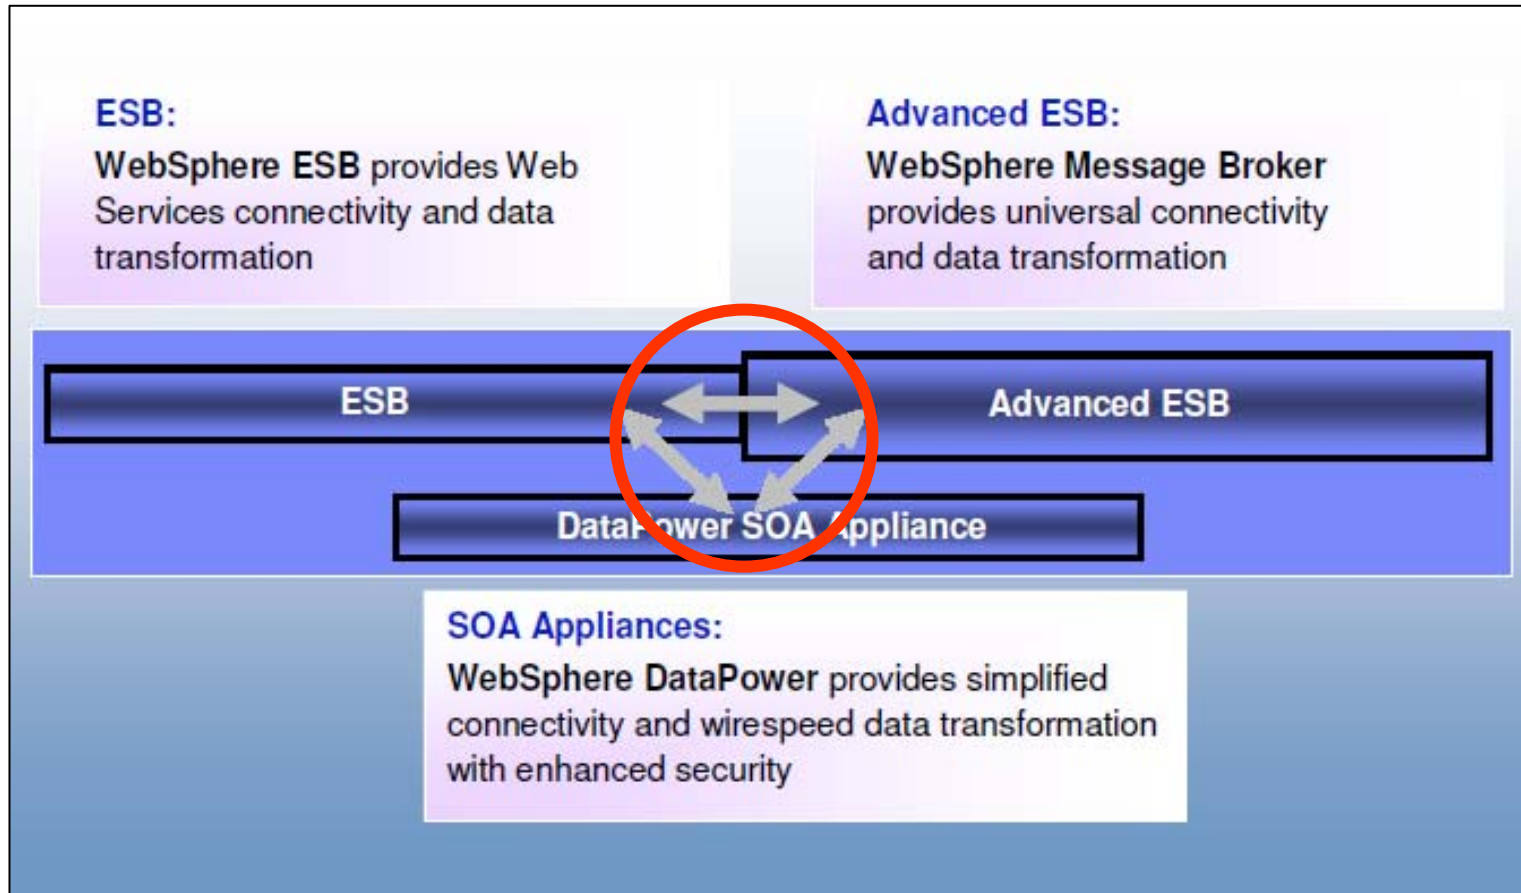 ESB:
WebSphere ESB provides Web
Services connectivity and data
transformation
Advanced ESB:
WebSphere Message Broker
provides universal connectivity
and data transformation
ESB
Advanced ESB
DataPower SOA Appliance
SOA Appliances:
WebSphere DataPower provides simplified
connectivity and wirespeed data transformation
with enhanced security